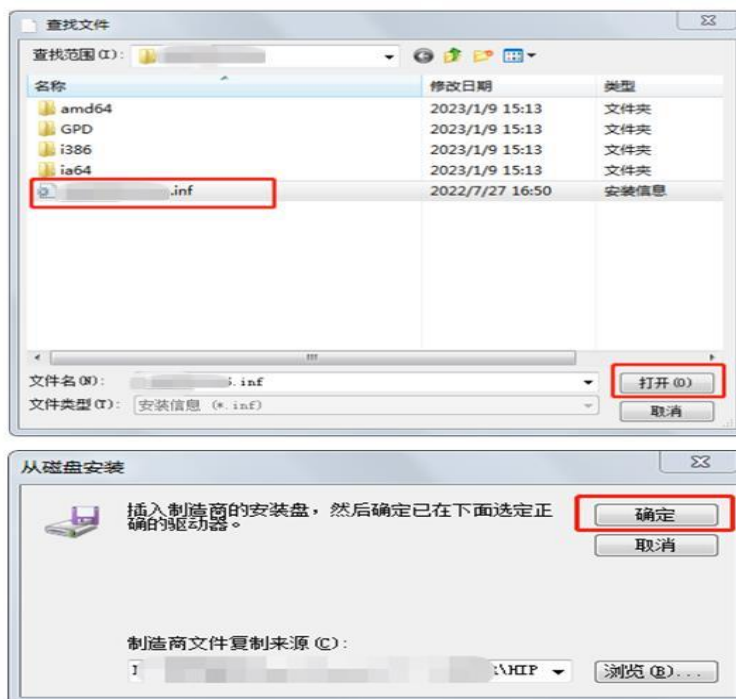 查找文件
查找范围(I):
名称 修改日期 类型
amd64 2023/1/9 15:13 文件夹
GPD 2023/1/9 15:13 文件夹
i386 2023/1/9 15:13 文件夹
ia64 2023/1/9 15:13 文件夹
.inf 2022/7/27 16:50 安装信息
文件名(N): .inf
打开(O)
文件类型(T): 安装信息 (*.inf)
取消
从磁盘安装
插入制造商的安装盘，然后确定已在下面选定正
确的驱动器。
确定
取消
制造商文件复制来源(C):
\HIP
浏览(B)...